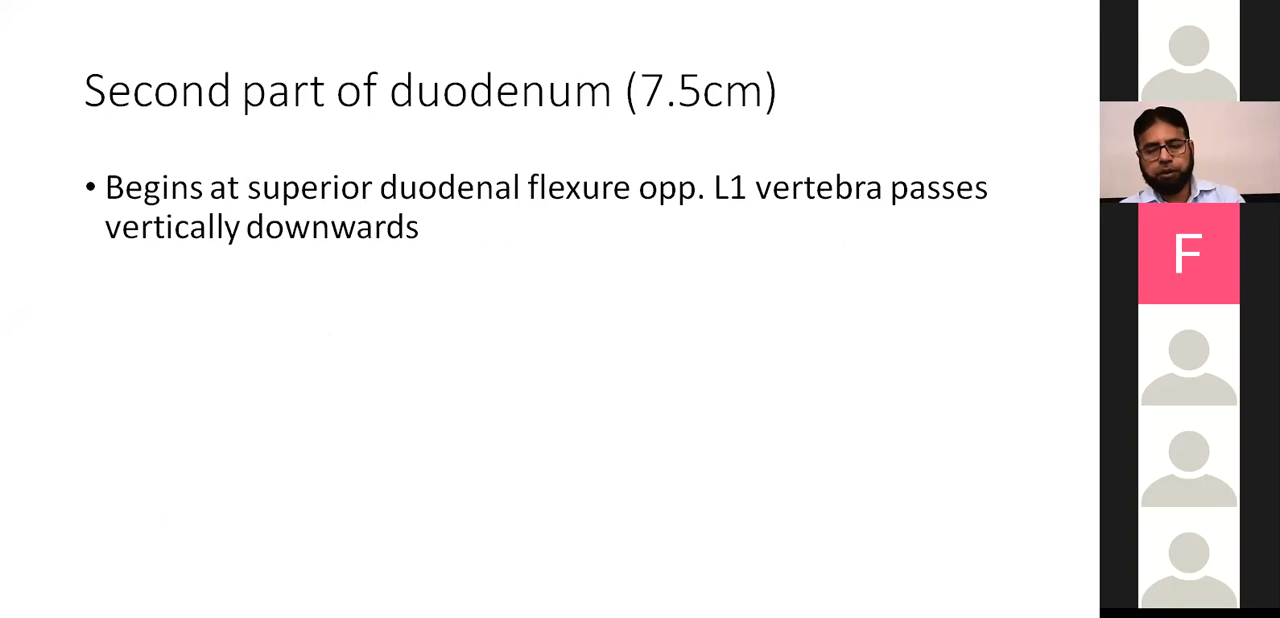 Second part of duodenum (7.5cm)
• Begins at superior duodenal flexure opp. L1 vertebra passes
vertically downwards
F